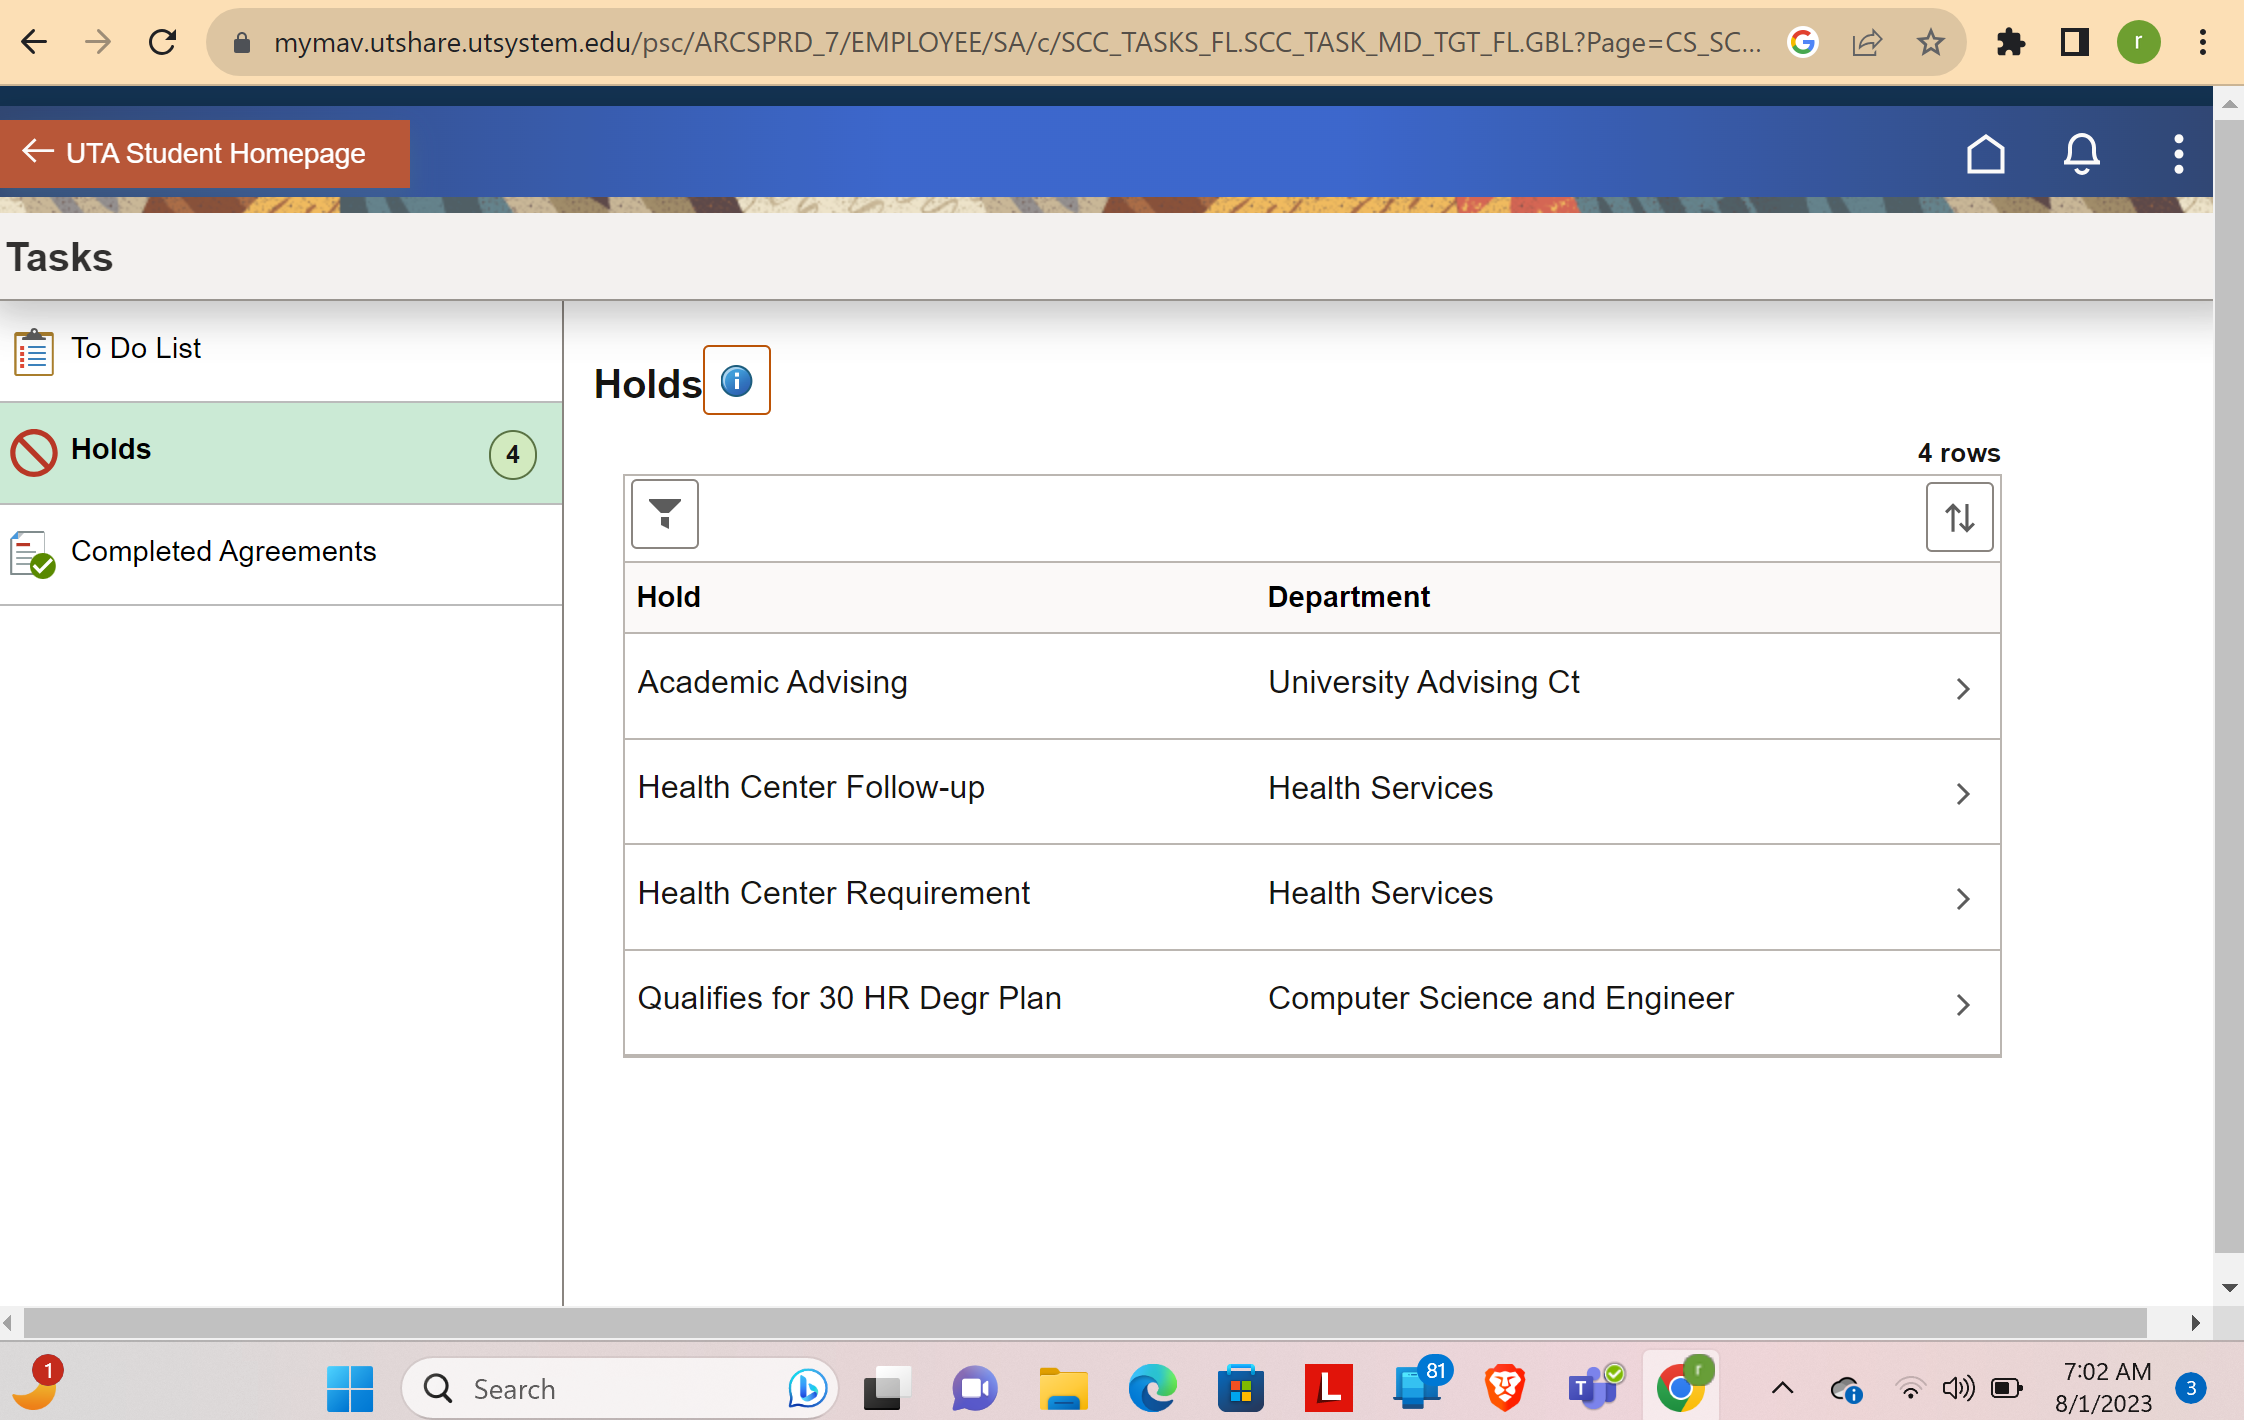 mymav.utshare.utsystem.edu/psc/ARCSPRD_7/EMPLOYEE/SA/c/SCC_TASKS_FL.SCC_TASK_MD_TGT_FL.GBL?Page=CS_SC...
r
UTA Student Homepage
Tasks
To Do List
Holds
4
Completed Agreements
Holds
4 rows
Hold Department
Academic Advising University Advising Ct
Health Center Follow-up Health Services
Health Center Requirement Health Services
Qualifies for 30 HR Degr Plan Computer Science and Engineer
1
Search
L
81
T
r
7:02 AM
8/1/2023
3